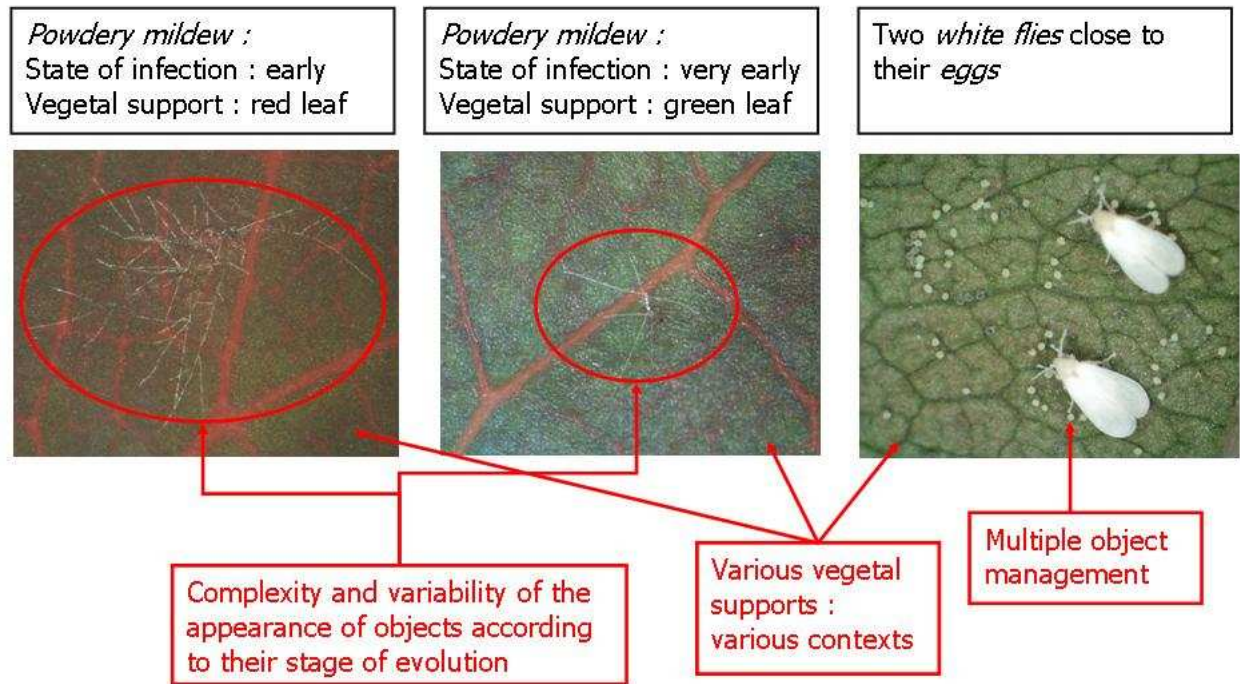 Powdery mildew :
State of infection : early
Vegetal support : red leaf
Powdery mildew :
State of infection : very early
Vegetal support : green leaf
Two white flies close to
their eggs
Complexity and variability of the
appearance of objects according
to their stage of evolution
Various vegetal
supports :
various contexts
Multiple object
management